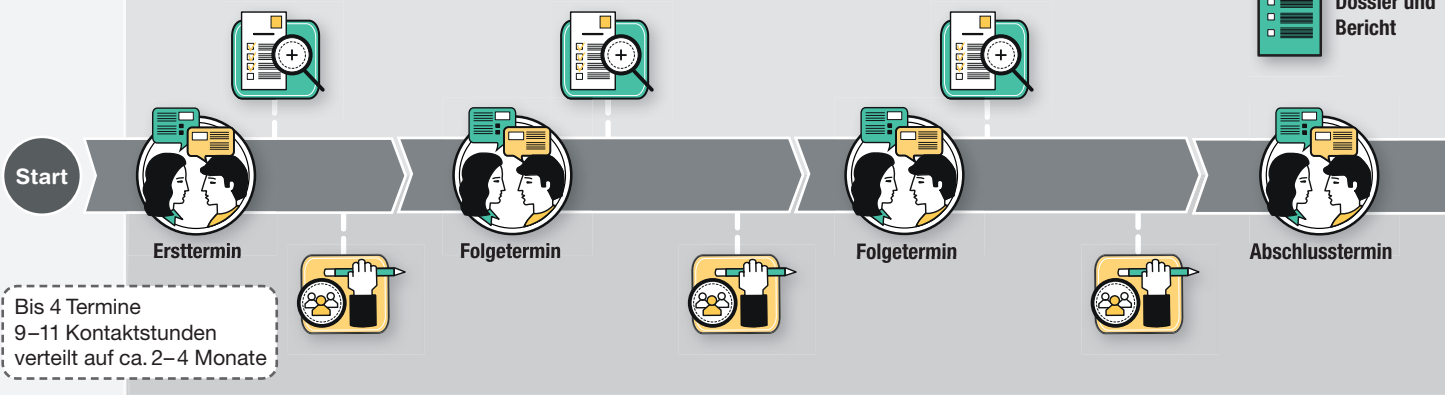 Dossier und
Bericht
Start
Ersttermin
Folgetermin
Folgetermin
Abschlusstermin
Bis 4 Termine
9–11 Kontaktstunden
verteilt auf ca. 2–4 Monate